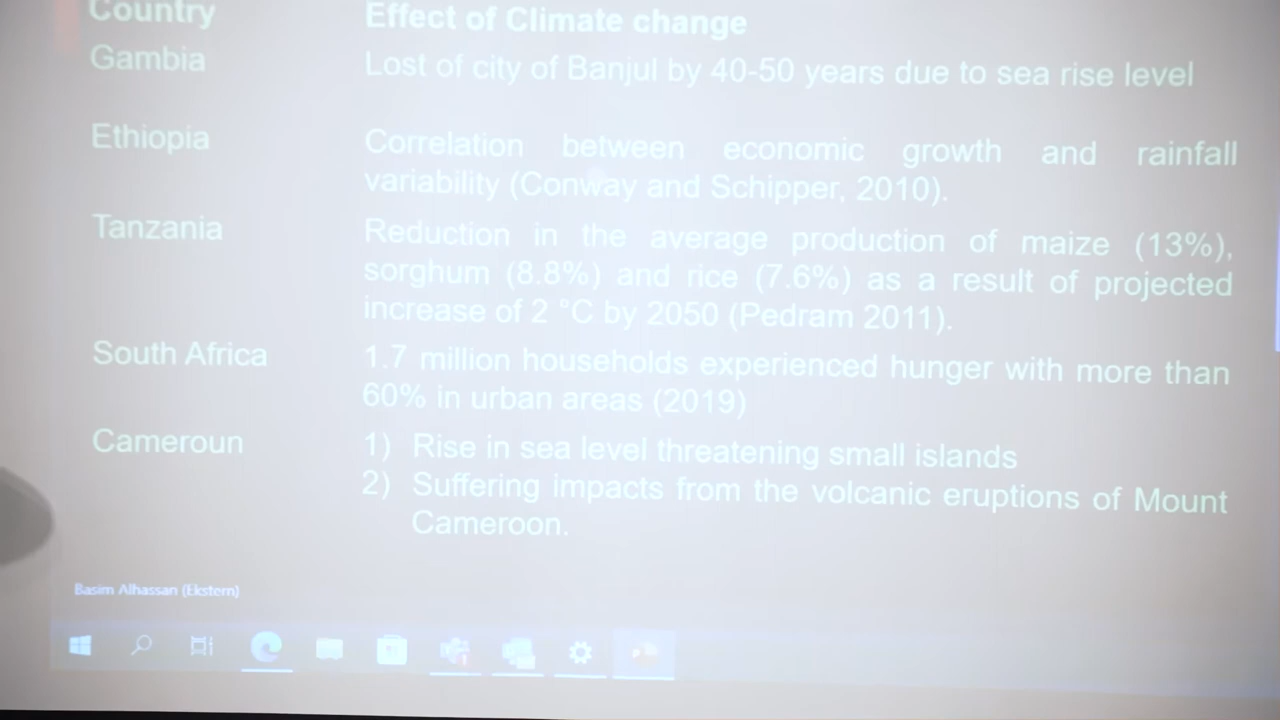 Country Effect of Climate change
Gambia Lost of city of Banjul by 40-50 years due to sea rise level
Ethiopia Correlation between economic growth and rainfall
variability (Conway and Schipper, 2010).
Tanzania Reduction in the average production of maize (13%),
sorghum (8.8%) and rice (7.6%) as a result of projected
increase of 2 °C by 2050 (Pedram 2011).
South Africa 1.7 million households experienced hunger with more than
60% in urban areas (2019)
Cameroun 1) Rise in sea level threatening small islands
2) Suffering impacts from the volcanic eruptions of Mount
Cameroon.
Basim Alhassan (Ekstern)